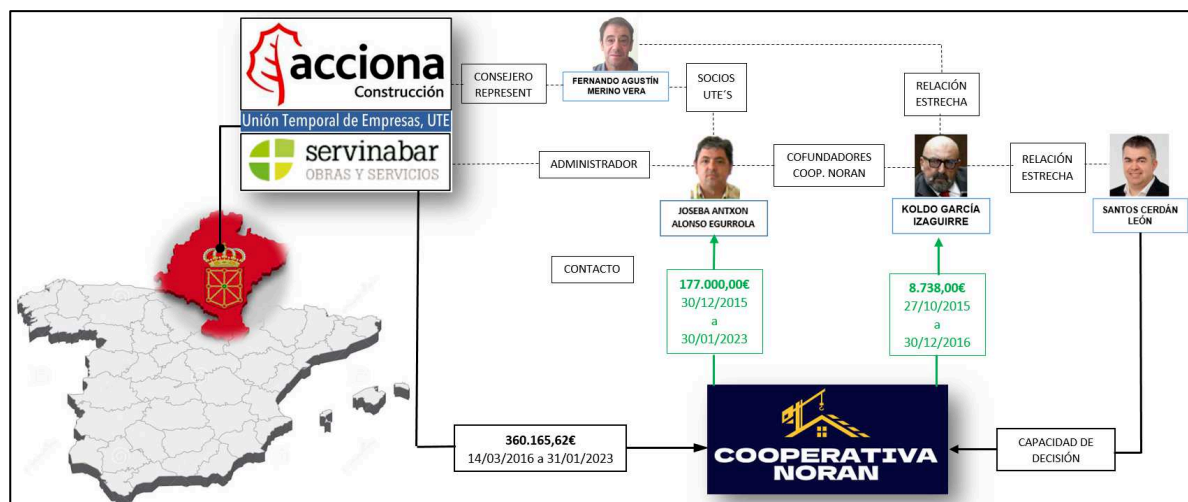 acciona
Construcción
Unión Temporal de Empresas, UTE
servinabar
OBRAS Y SERVICIOS
CONSEJERO
REPRESENT
FERNANDO AGUSTÍN
MERINO VERA
SOCIOS
UTE´S
RELACIÓN
ESTRECHA
ADMINISTRADOR
COFUNDADORES
COOP. NORAN
RELACIÓN
ESTRECHA
JOSEBA ANTXON
ALONSO EGURROLA
KOLDO GARCÍA
IZAGUIRRE
SANTOS CERDÁN
LEÓN
CONTACTO
177.000,00€
30/12/2015
a
30/01/2023
8.738,00€
27/10/2015
a
30/12/2016
360.165,62€
14/03/2016 a 31/01/2023
COOPERATIVA
NORAN
CAPACIDAD DE
DECISIÓN